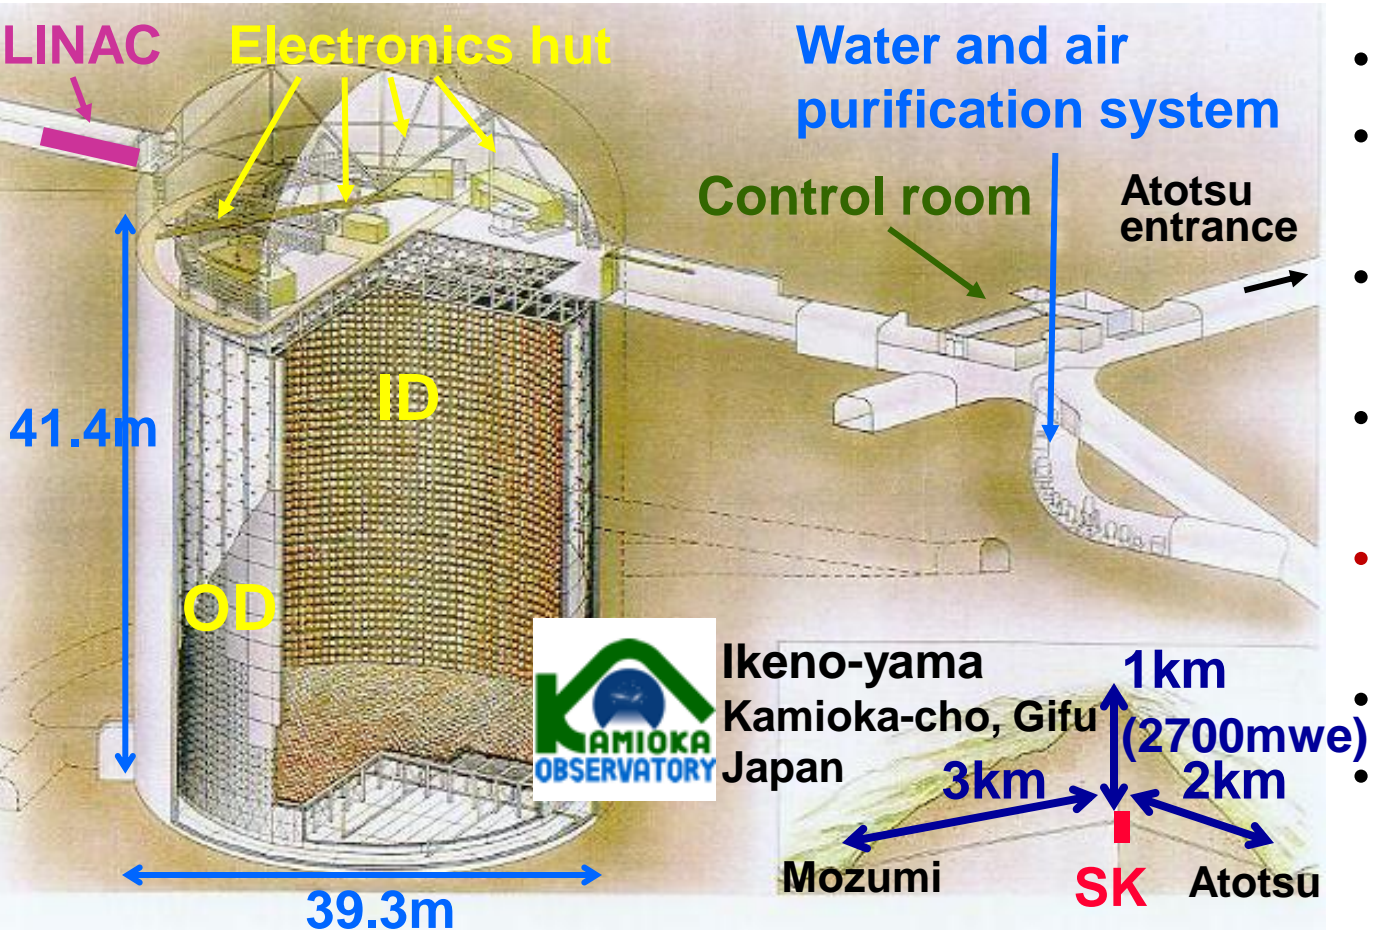 LINAC
Electronics hut
Water and air
purification system
Control room
Atotsu
entrance
ID
41.4m
OD
KAMIOKA
OBSERVATORY
Ikeno-yama
Kamioka-cho, Gifu
Japan
1km
(2700mwe)
3km
2km
Mozumi
SK
Atotsu
39.3m